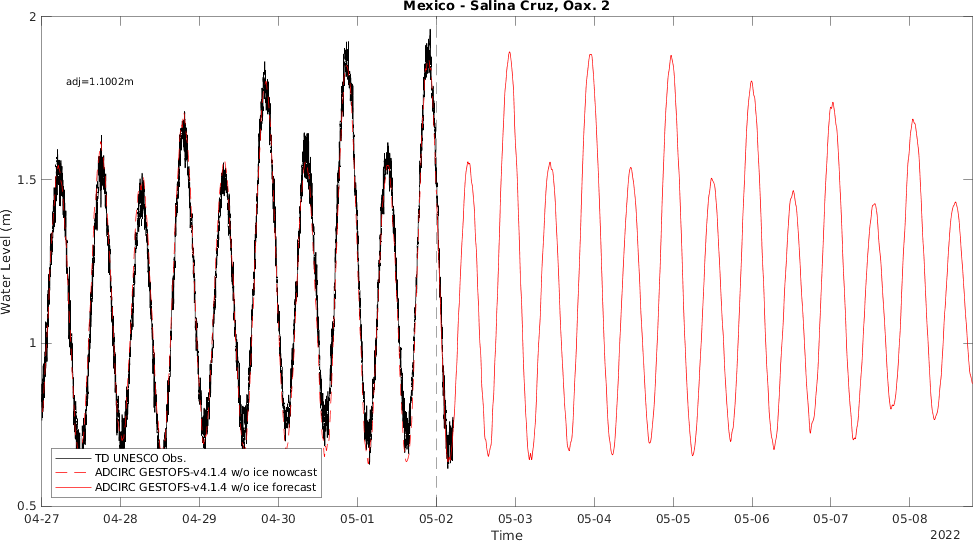 Mexico - Salina Cruz, Oax. 2
2
adj=1.1002m
1.5
Water Level (m)
1
TD UNESCO Obs.
ADCIRC GESTOFS-v4.1.4 w/o ice nowcast
ADCIRC GESTOFS-v4.1.4 w/o ice forecast
0.5
04-27 04-28 04-29 04-30 05-01 05-02 05-03 05-04 05-05 05-06 05-07 05-08
Time
2022